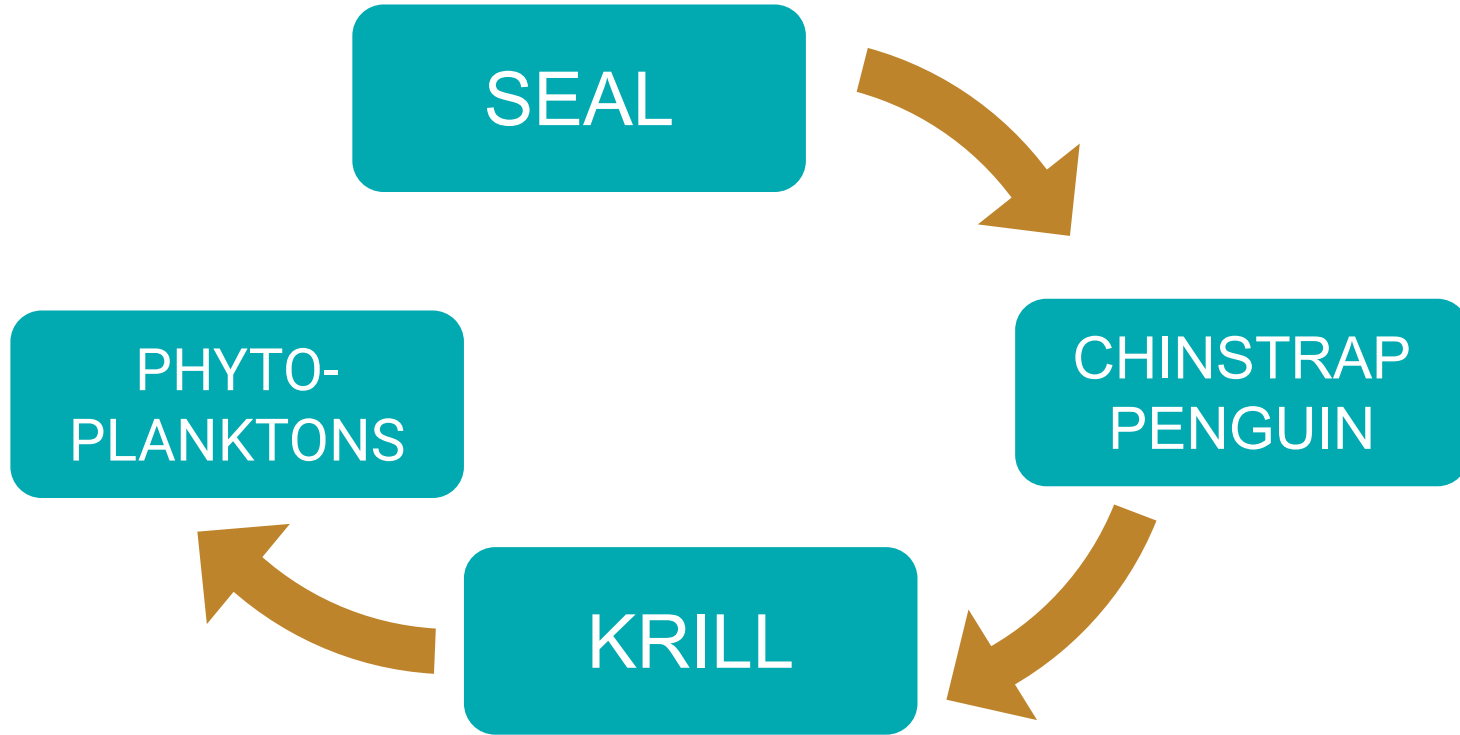 SEAL
CHINSTRAP
PENGUIN
KRILL
PHYTO-
PLANKTONS